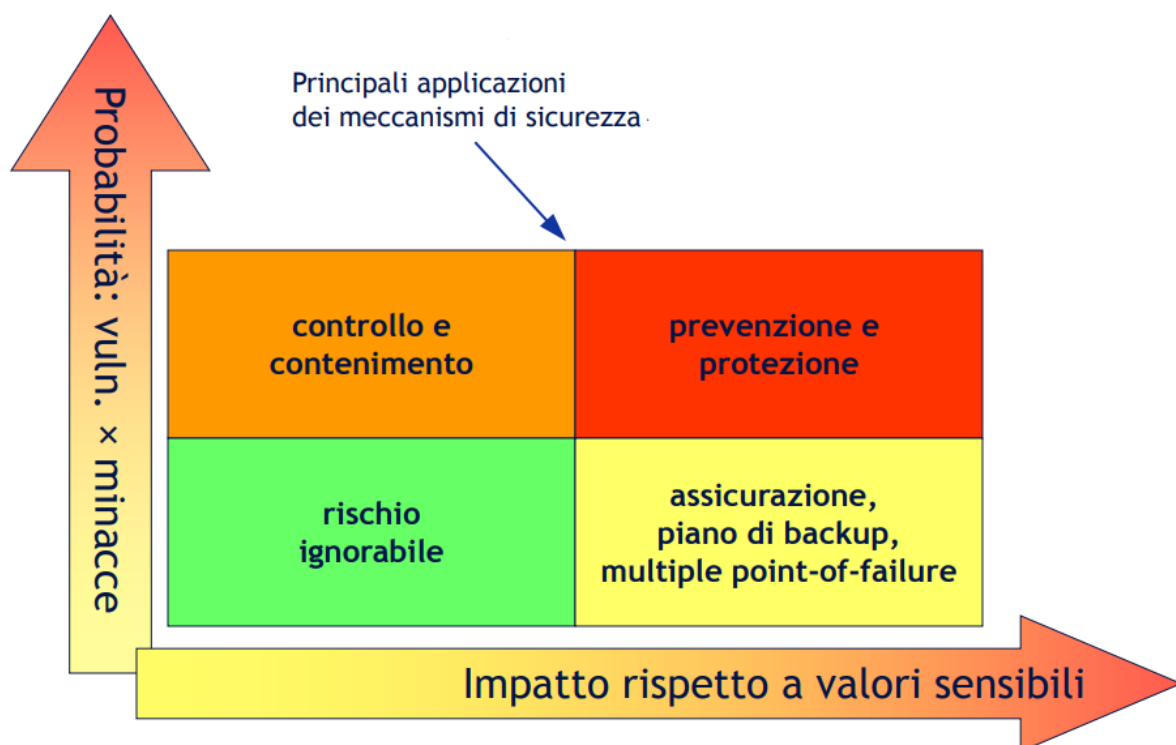 Probabilità: vuln. × minacce
Principali applicazioni
dei meccanismi di sicurezza
controllo e
contenimento
prevenzione e
protezione
rischio
ignorabile
assicurazione,
piano di backup,
multiple point-of-failure
Impatto rispetto a valori sensibili